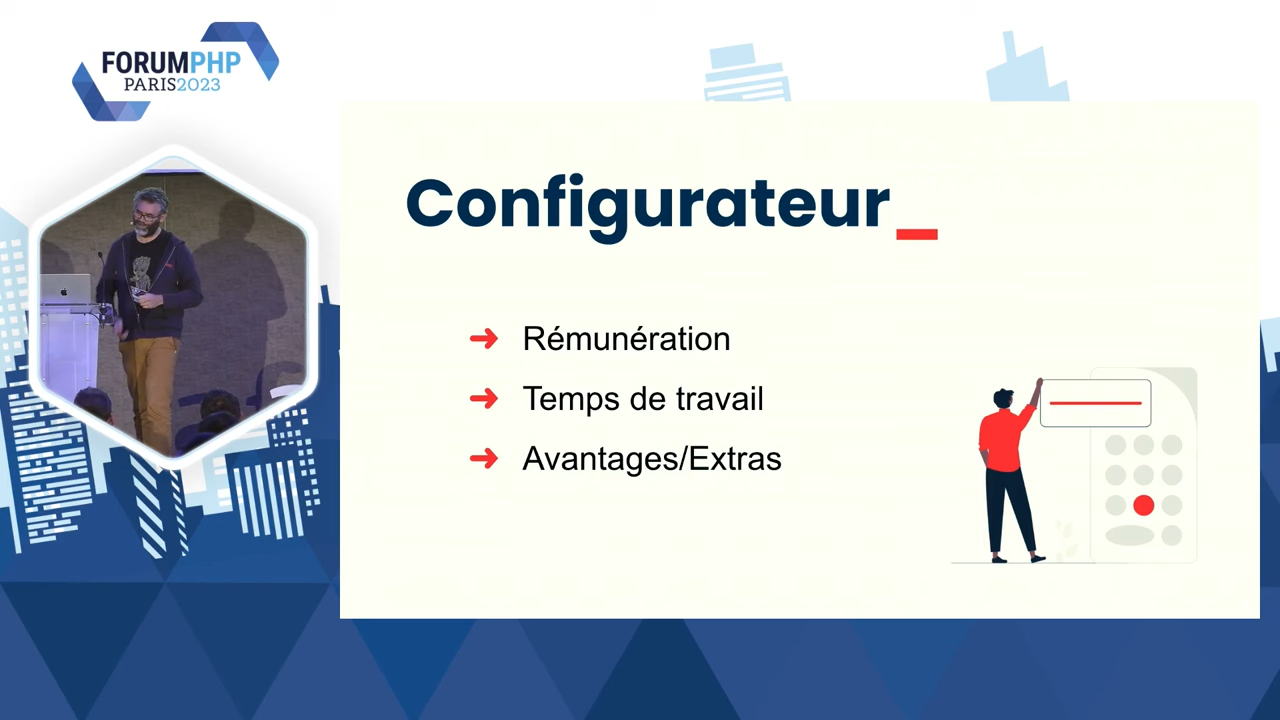 FORUMPHP
PARIS2023
Configurateur_
➜ Rémunération
➜ Temps de travail
➜ Avantages/Extras